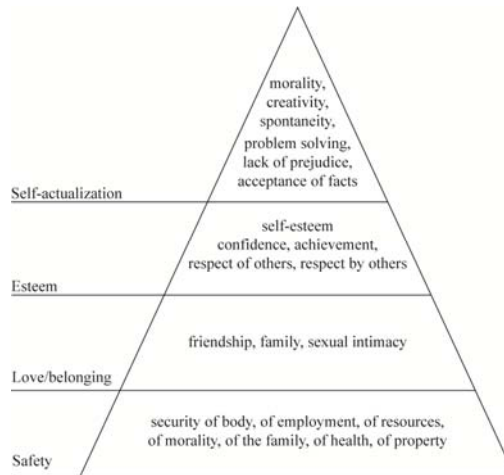 morality,
creativity,
spontaneity,
problem solving,
lack of prejudice,
acceptance of facts
Self-actualization
self-esteem
confidence, achievement,
respect of others, respect by others
Esteem
friendship, family, sexual intimacy
Love/belonging
security of body, of employment, of resources,
of morality, of the family, of health, of property
Safety